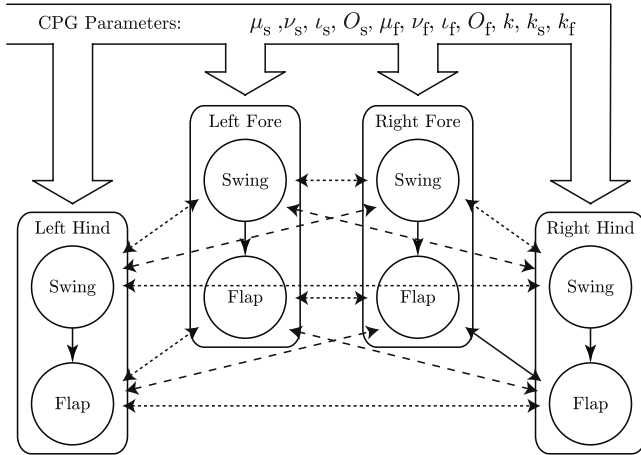 CPG Parameters: μs ,νs, ιs, Os, μf, νf, ιf, Of, k, ks, kf
Left Fore
Right Fore
Swing
Swing
Left Hind
Right Hind
Swing
Swing
Flap
Flap
Flap
Flap